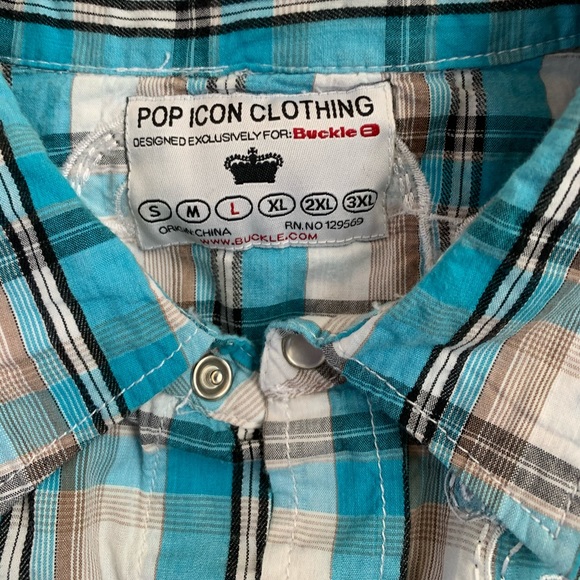 POP ICON CLOTHING
DESIGNED EXCLUSIVELY FOR: Buckle B
S M L XL 2XL 3XL
ORIGIN: CHINA RN. NO 129569
WWW.BUCKLE.COM